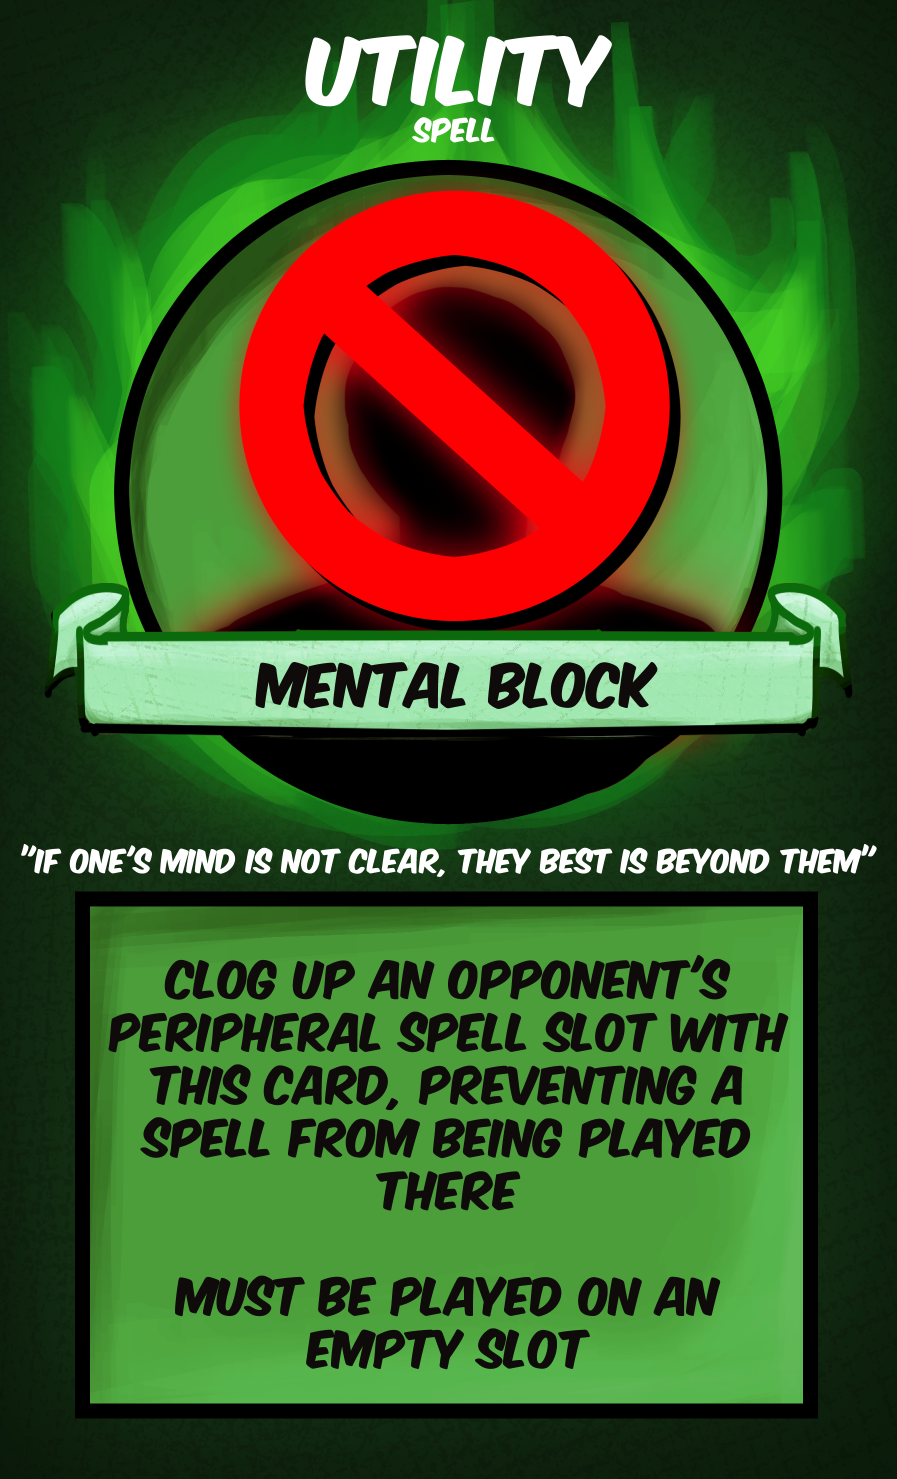 UTILITY
SPELL
MENTAL BLOCK
"IF ONE'S MIND IS NOT CLEAR, THEY BEST IS BEYOND THEM"
CLOG UP AN OPPONENT'S
PERIPHERAL SPELL SLOT WITH
THIS CARD, PREVENTING A
SPELL FROM BEING PLAYED
THERE
MUST BE PLAYED ON AN
EMPTY SLOT